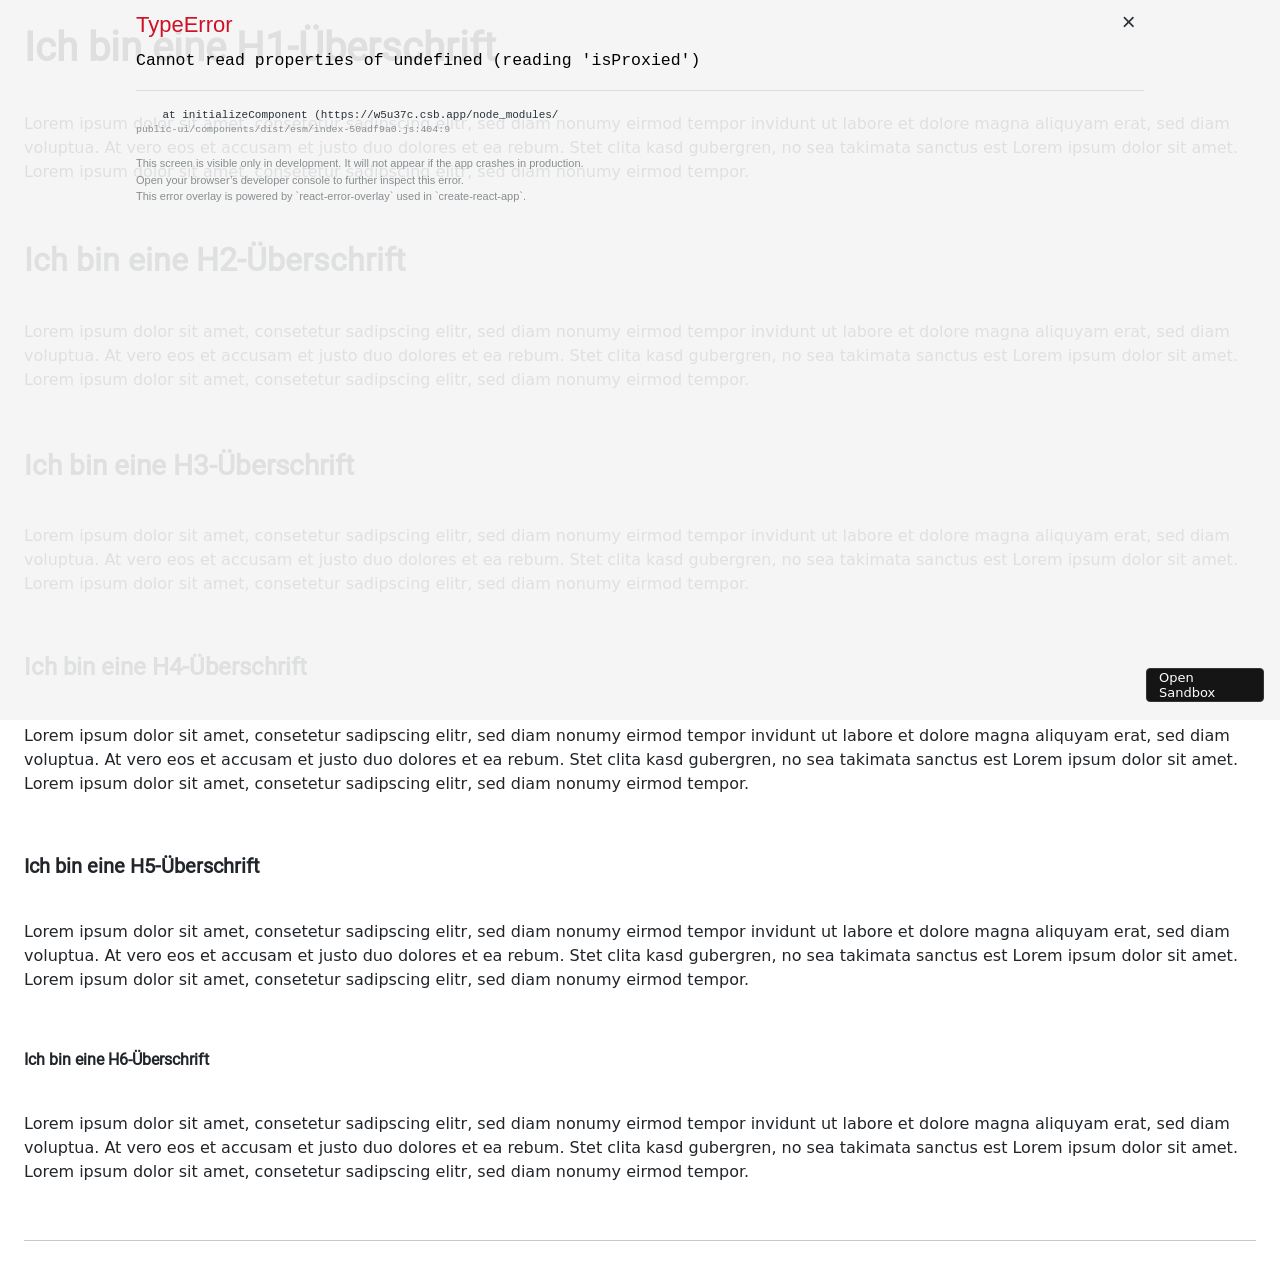 TypeError
✕
Ich bin eine H1-Überschrift
Cannot read properties of undefined (reading 'isProxied')
at initializeComponent (https://w5u37c.csb.app/node_modules/
public-ui/components/dist/esm/index-50adf9a0.js:404:9
Lorem ipsum dolor sit amet, consetetur sadipscing elitr, sed diam nonumy eirmod tempor invidunt ut labore et dolore magna aliquyam erat, sed diam
voluptua. At vero eos et accusam et justo duo dolores et ea rebum. Stet clita kasd gubergren, no sea takimata sanctus est Lorem ipsum dolor sit amet.
Lorem ipsum dolor sit amet, consetetur sadipscing elitr, sed diam nonumy eirmod tempor.
This screen is visible only in development. It will not appear if the app crashes in production.
Open your browser’s developer console to further inspect this error.
This error overlay is powered by `react-error-overlay` used in `create-react-app`.
Ich bin eine H2-Überschrift
Lorem ipsum dolor sit amet, consetetur sadipscing elitr, sed diam nonumy eirmod tempor invidunt ut labore et dolore magna aliquyam erat, sed diam
voluptua. At vero eos et accusam et justo duo dolores et ea rebum. Stet clita kasd gubergren, no sea takimata sanctus est Lorem ipsum dolor sit amet.
Lorem ipsum dolor sit amet, consetetur sadipscing elitr, sed diam nonumy eirmod tempor.
Ich bin eine H3-Überschrift
Lorem ipsum dolor sit amet, consetetur sadipscing elitr, sed diam nonumy eirmod tempor invidunt ut labore et dolore magna aliquyam erat, sed diam
voluptua. At vero eos et accusam et justo duo dolores et ea rebum. Stet clita kasd gubergren, no sea takimata sanctus est Lorem ipsum dolor sit amet.
Lorem ipsum dolor sit amet, consetetur sadipscing elitr, sed diam nonumy eirmod tempor.
Ich bin eine H4-Überschrift
Open
Sandbox
Lorem ipsum dolor sit amet, consetetur sadipscing elitr, sed diam nonumy eirmod tempor invidunt ut labore et dolore magna aliquyam erat, sed diam
voluptua. At vero eos et accusam et justo duo dolores et ea rebum. Stet clita kasd gubergren, no sea takimata sanctus est Lorem ipsum dolor sit amet.
Lorem ipsum dolor sit amet, consetetur sadipscing elitr, sed diam nonumy eirmod tempor.
Ich bin eine H5-Überschrift
Lorem ipsum dolor sit amet, consetetur sadipscing elitr, sed diam nonumy eirmod tempor invidunt ut labore et dolore magna aliquyam erat, sed diam
voluptua. At vero eos et accusam et justo duo dolores et ea rebum. Stet clita kasd gubergren, no sea takimata sanctus est Lorem ipsum dolor sit amet.
Lorem ipsum dolor sit amet, consetetur sadipscing elitr, sed diam nonumy eirmod tempor.
Ich bin eine H6-Überschrift
Lorem ipsum dolor sit amet, consetetur sadipscing elitr, sed diam nonumy eirmod tempor invidunt ut labore et dolore magna aliquyam erat, sed diam
voluptua. At vero eos et accusam et justo duo dolores et ea rebum. Stet clita kasd gubergren, no sea takimata sanctus est Lorem ipsum dolor sit amet.
Lorem ipsum dolor sit amet, consetetur sadipscing elitr, sed diam nonumy eirmod tempor.